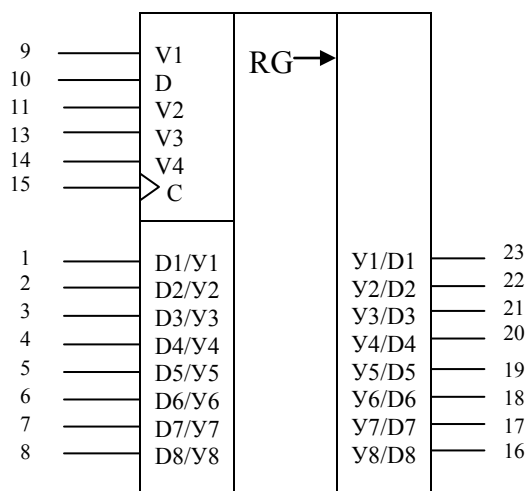 9 V1 RG
10 D
11 V2
13 V3
14 V4
15 C
1 D1/У1 У1/D1 23
2 D2/У2 У2/D2 22
3 D3/У3 У3/D3 21
4 D4/У4 У4/D4 20
5 D5/У5 У5/D5 19
6 D6/У6 У6/D6 18
7 D7/У7 У7/D7 17
8 D8/У8 У8/D8 16